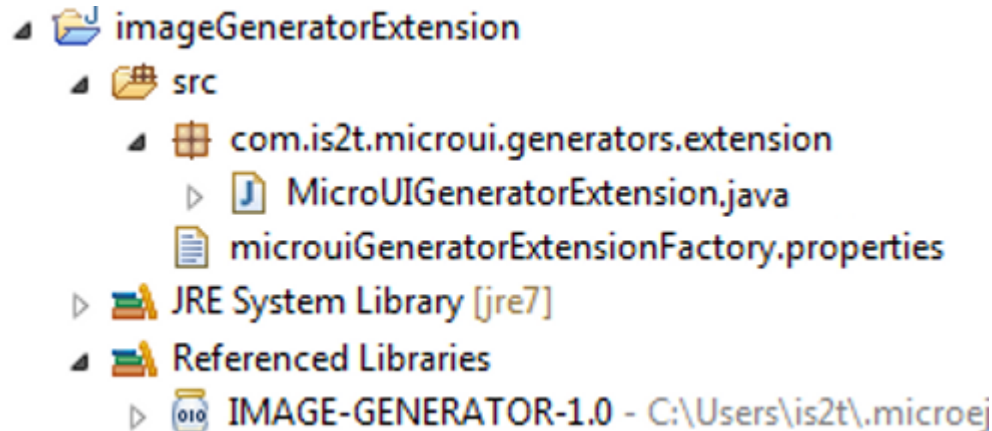 imageGeneratorExtension
src
com.is2t.microui.generators.extension
MicroUIGeneratorExtension.java
microuiGeneratorExtensionFactory.properties
JRE System Library [jre7]
Referenced Libraries
IMAGE-GENERATOR-1.0 - C:\Users\is2t\.microej